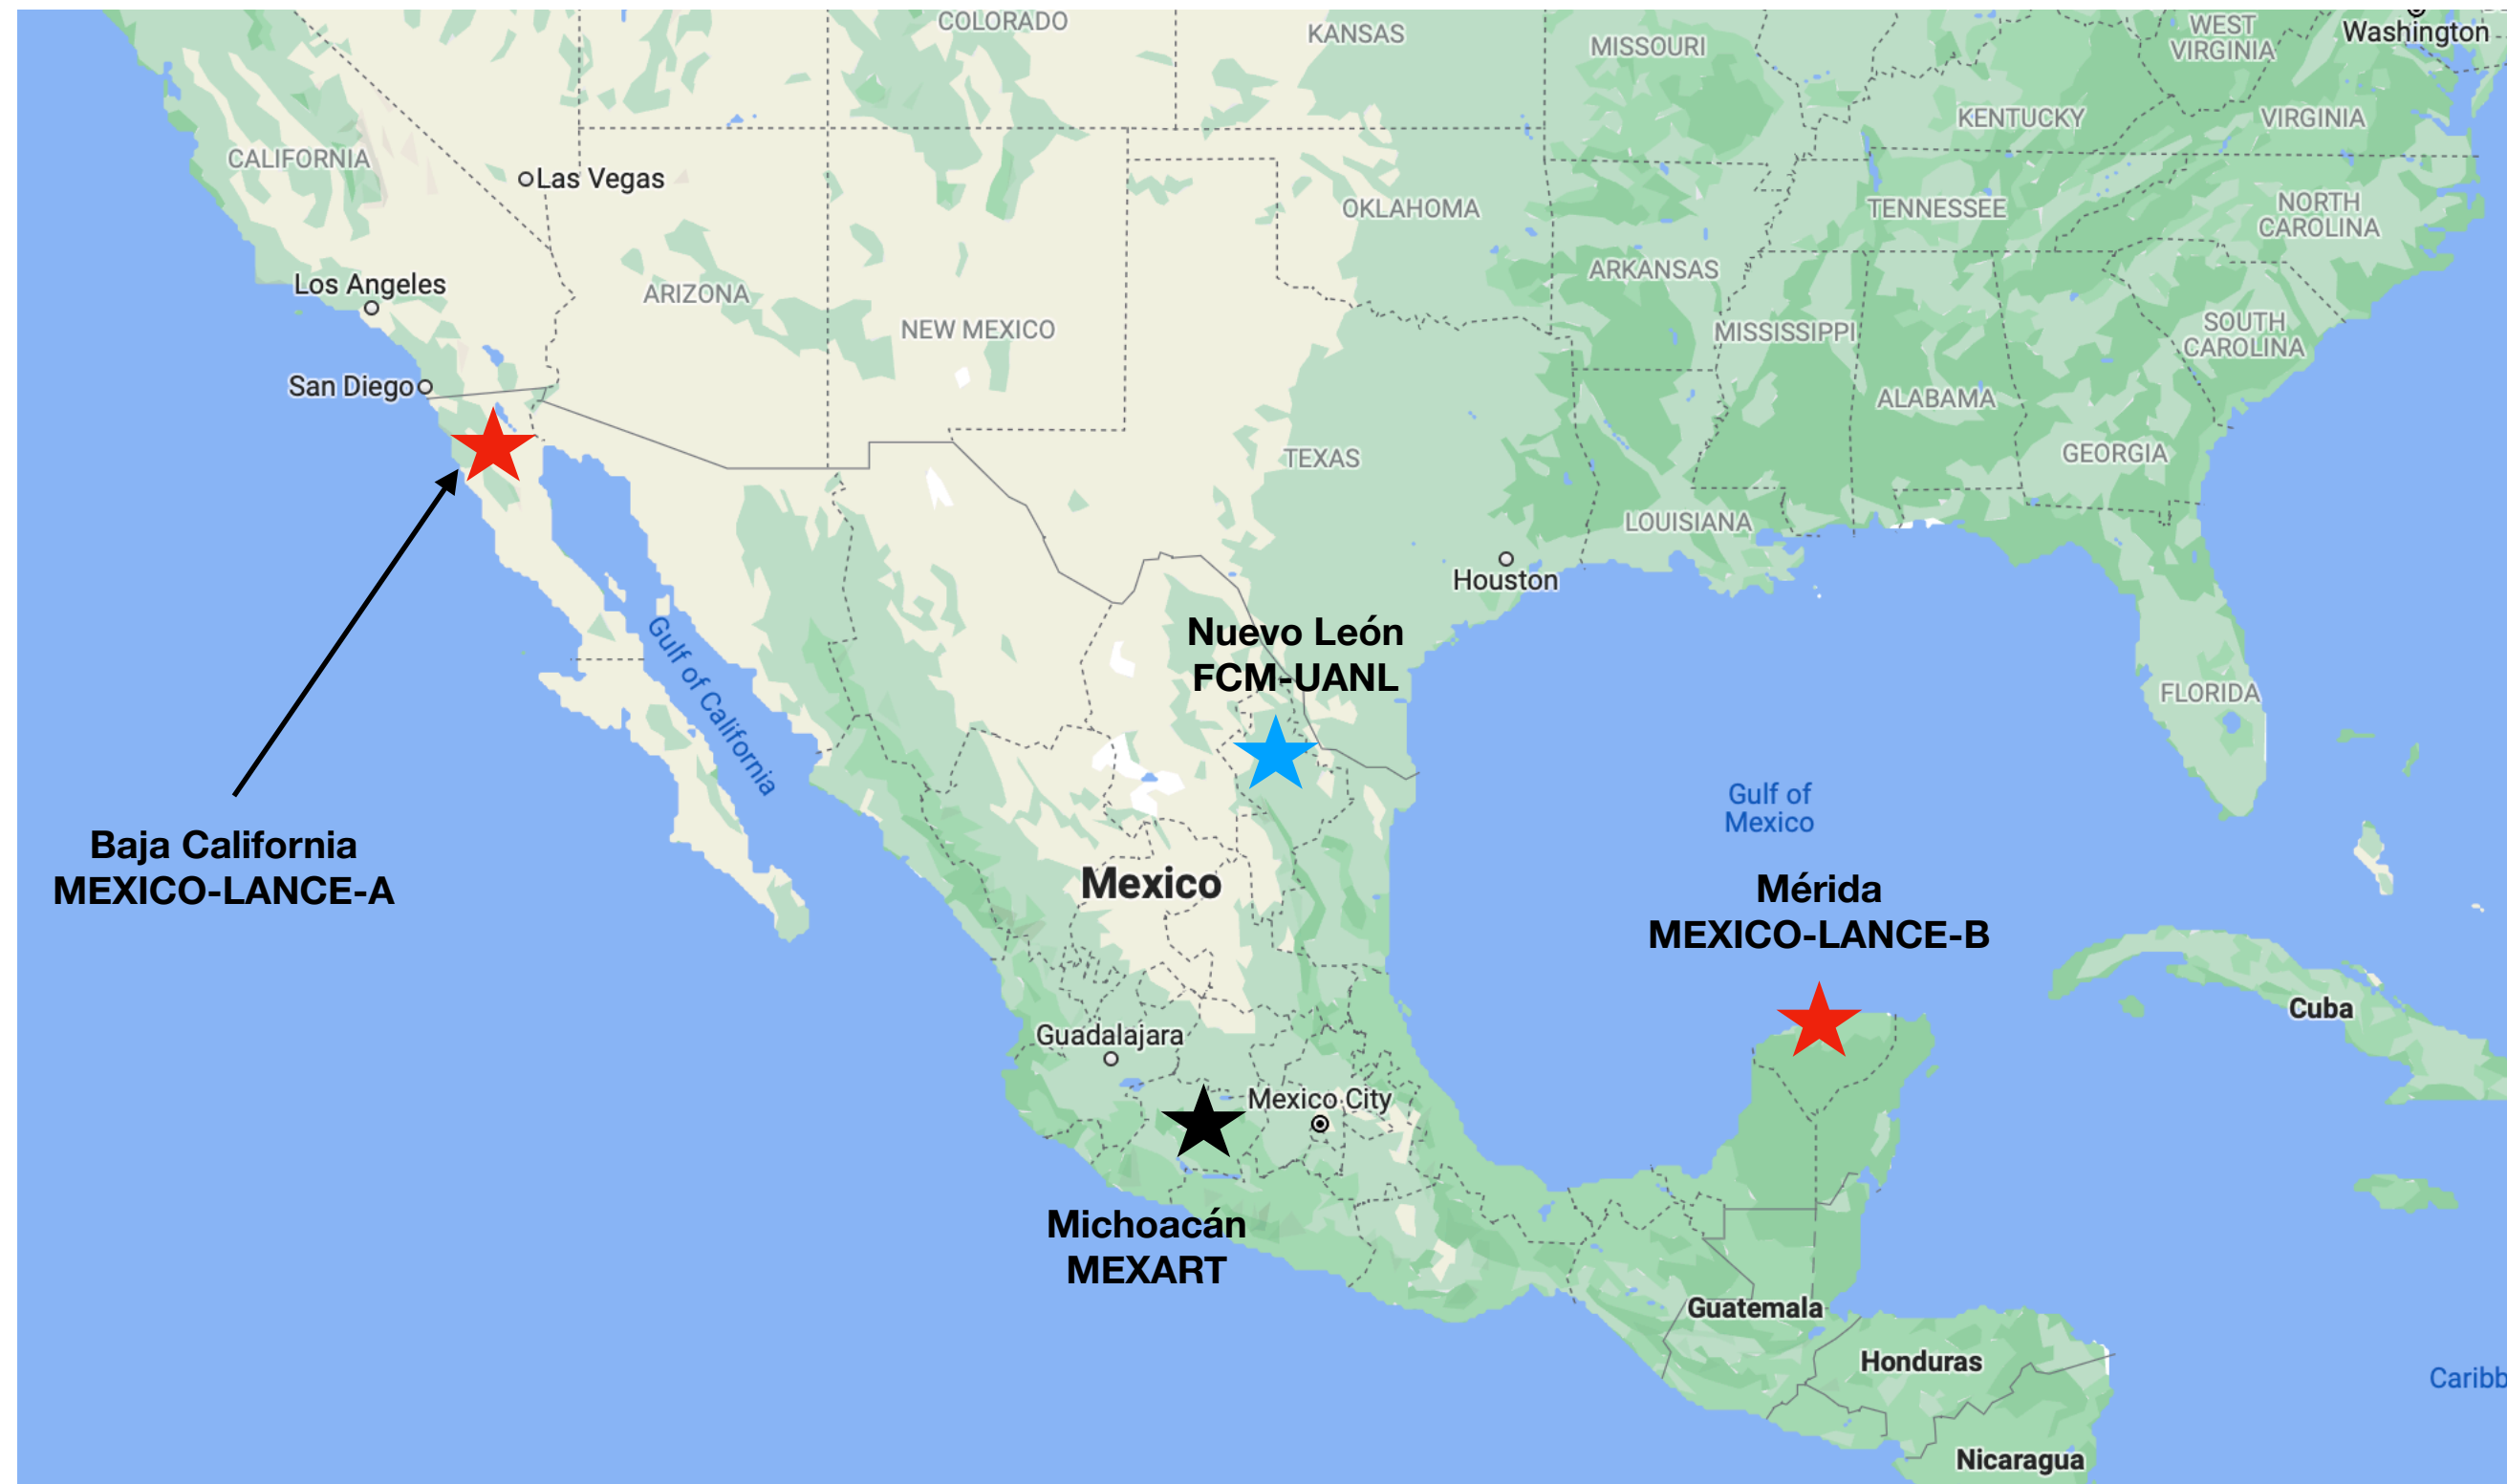 COLORADO
KANSAS
MISSOURI
WEST
VIRGINIA
Washington
KENTUCKY
VIRGINIA
CALIFORNIA
Las Vegas
OKLAHOMA
TENNESSEE
NORTH
CAROLINA
Los Angeles
ARIZONA
NEW MEXICO
ARKANSAS
MISSISSIPPI
SOUTH
CAROLINA
San Diego
ALABAMA
TEXAS
GEORGIA
LOUISIANA
Houston
Nuevo León
FCM-UANL
Gulf of California
FLORIDA
Gulf of
Mexico
Baja California
MEXICO-LANCE-A
Mexico
Mérida
MEXICO-LANCE-B
Cuba
Guadalajara
Mexico City
Michoacán
MEXART
Guatemala
Honduras
Caribb
Nicaragua